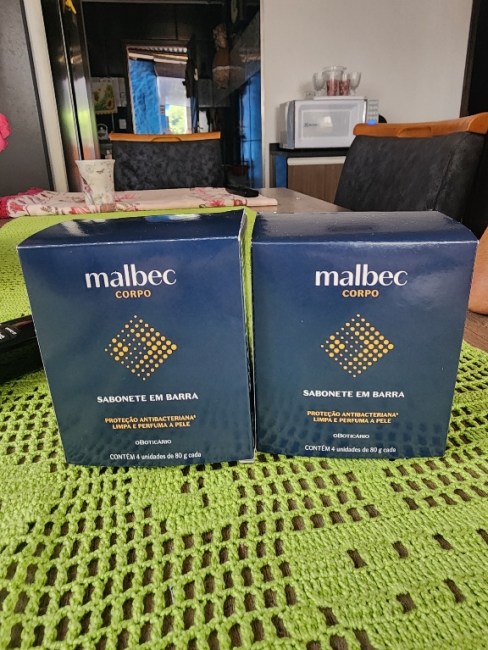 malbec
CORPO
SABONETE EM BARRA
PROTEÇÃO ANTIBACTERIANA*
LIMPA E PERFUMA A PELE
oBOTICÁRIO
CONTÉM 4 unidades de 80 g cada
malbec
CORPO
SABONETE EM BARRA
PROTEÇÃO ANTIBACTERIANA*
LIMPA E PERFUMA A PELE
oBOTICÁRIO
CONTÉM 4 unidades de 80 g cada